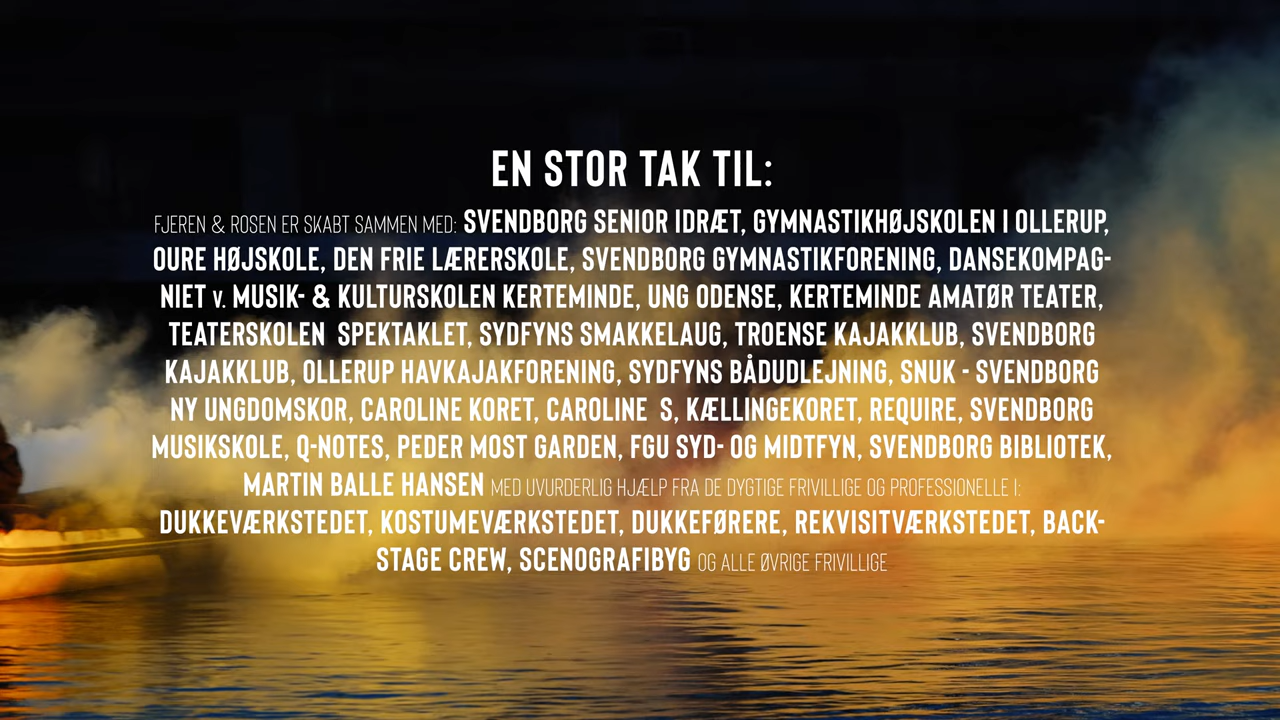 EN STOR TAK TIL:
FJEREN & ROSEN ER SKABT SAMMEN MED: SVENDBORG SENIOR IDRÆT, GYMNASTIKHØJSKOLEN I OLLERUP,
OURE HØJSKOLE, DEN FRIE LÆRERSKOLE, SVENDBORG GYMNASTIKFORENING, DANSEKOMPAG-
NIET v. MUSIK- & KULTURSKOLEN KERTEMINDE, UNG ODENSE, KERTEMINDE AMATØR TEATER,
TEATERSKOLEN SPEKTAKLET, SYDFYNS SMAKKELAUG, TROENSE KAJAKKLUB, SVENDBORG
KAJAKKLUB, OLLERUP HAVKAJAKFORENING, SYDFYNS BÅDUDLEJNING, SNUK - SVENDBORG
NY UNGDOMSKOR, CAROLINE KORET, CAROLINE S, KÆLLINGEKORET, REQUIRE, SVENDBORG
MUSIKSKOLE, Q-NOTES, PEDER MOST GARDEN, FGU SYD- OG MIDTFYN, SVENDBORG BIBLIOTEK,
MARTIN BALLE HANSEN MED UVURDERLIG HJÆLP FRA DE DYGTIGE FRIVILLIGE OG PROFESSIONELLE I:
DUKKEVÆRKSTEDET, KOSTUMEVÆRKSTEDET, DUKKEFØRERE, REKVISITVÆRKSTEDET, BACK-
STAGE CREW, SCENOGRAFIBYG OG ALLE ØVRIGE FRIVILLIGE